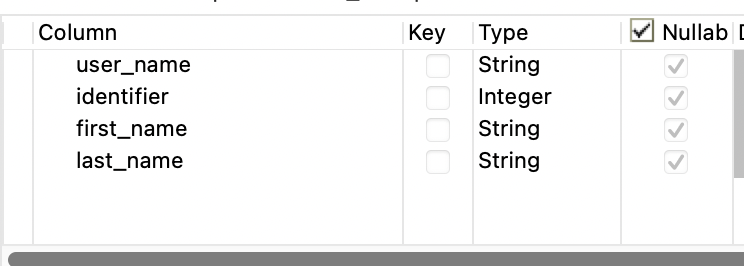 Column Key Type Nullab
user_name String
identifier Integer
first_name String
last_name String